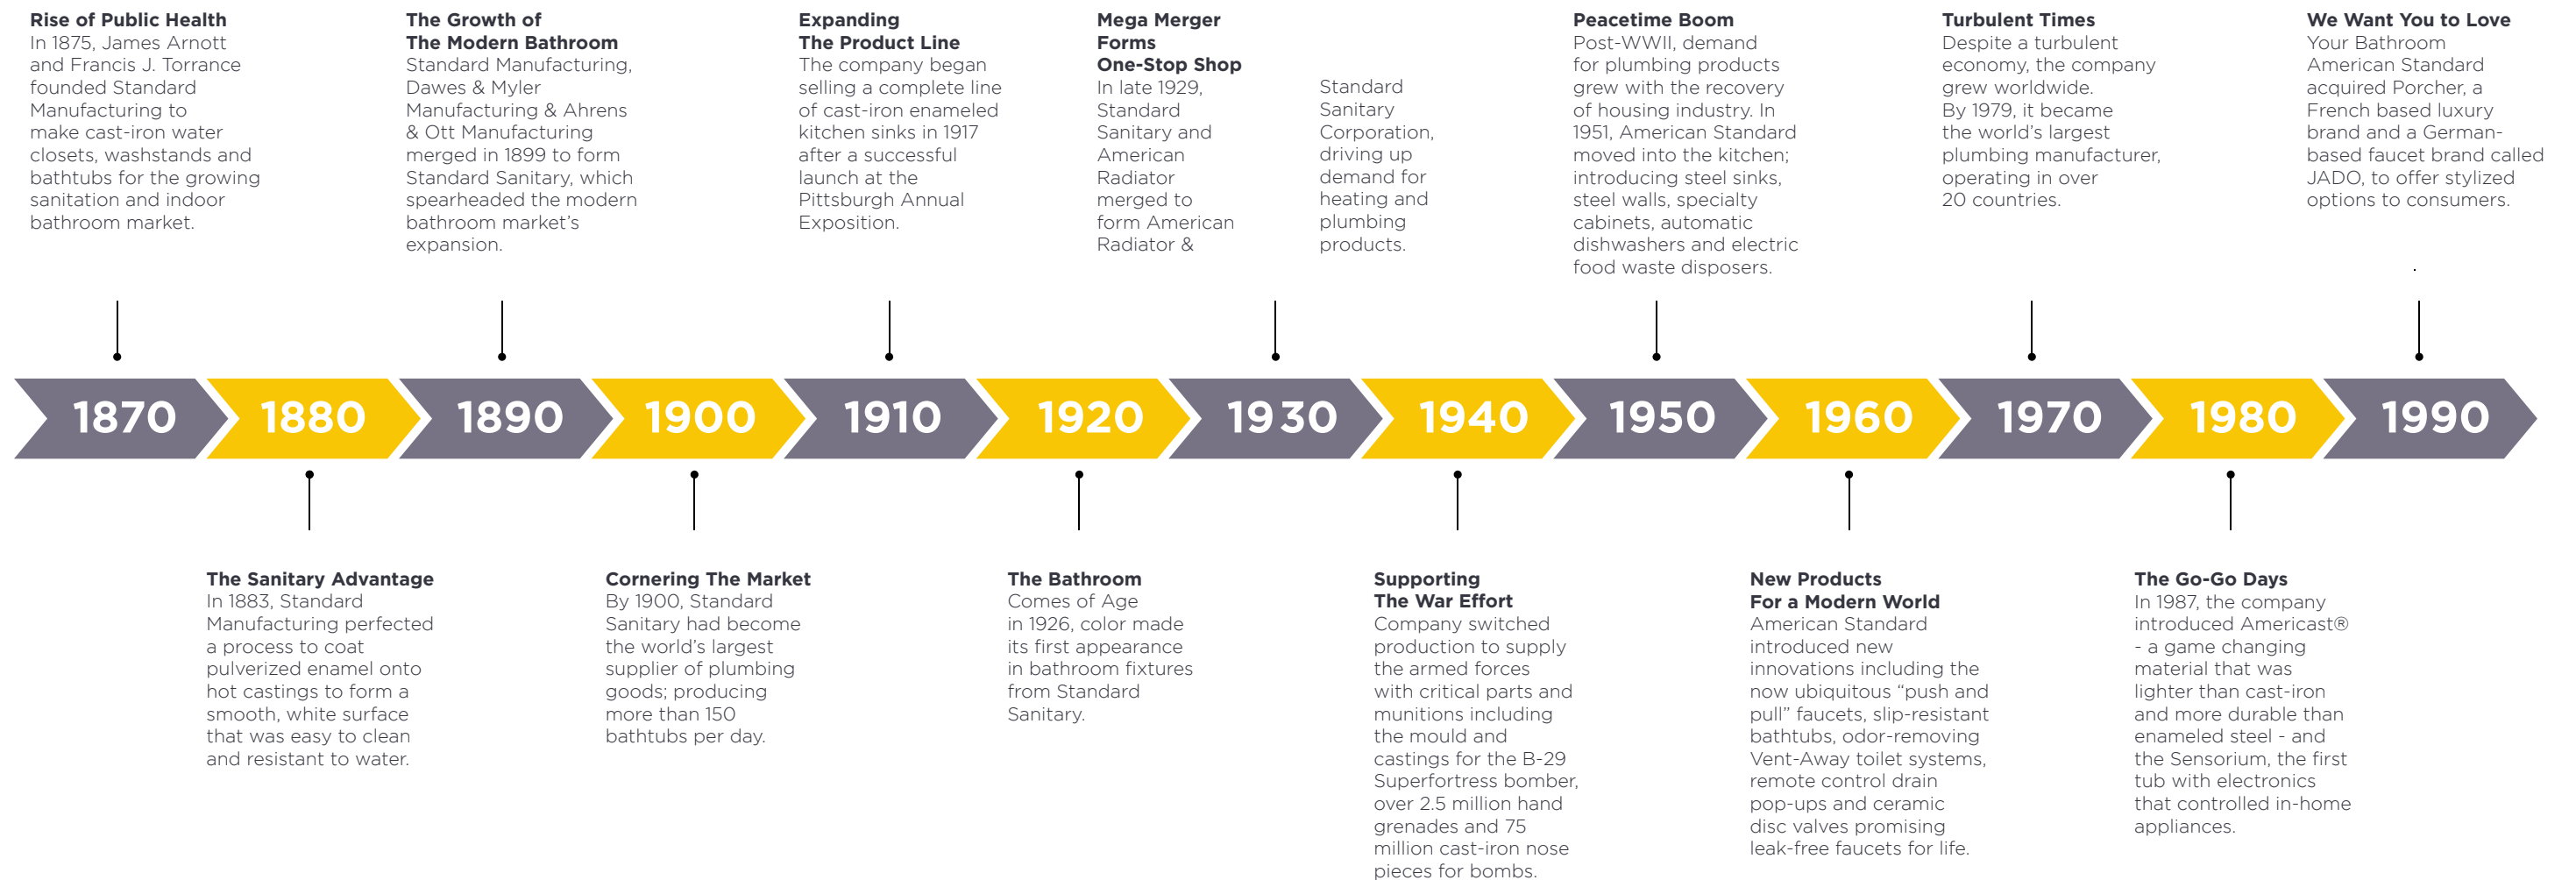 Rise of Public Health
In 1875, James Arnott
and Francis J. Torrance
founded Standard
Manufacturing to
make cast-iron water
closets, washstands and
bathtubs for the growing
sanitation and indoor
bathroom market.
The Growth of
The Modern Bathroom
Standard Manufacturing,
Dawes & Myler
Manufacturing & Ahrens
& Ott Manufacturing
merged in 1899 to form
Standard Sanitary, which
spearheaded the modern
bathroom market's
expansion.
Expanding
The Product Line
The company began
selling a complete line
of cast-iron enameled
kitchen sinks in 1917
after a successful
launch at the
Pittsburgh Annual
Exposition.
Mega Merger
Forms
One-Stop Shop
In late 1929,
Standard
Sanitary and
American
Radiator
merged to
form American
Radiator &
Standard
Sanitary
Corporation,
driving up
demand for
heating and
plumbing
products.
Peacetime Boom
Post-WWII, demand
for plumbing products
grew with the recovery
of housing industry. In
1951, American Standard
moved into the kitchen;
introducing steel sinks,
steel walls, specialty
cabinets, automatic
dishwashers and electric
food waste disposers.
Turbulent Times
Despite a turbulent
economy, the company
grew worldwide.
By 1979, it became
the world's largest
plumbing manufacturer,
operating in over
20 countries.
We Want You to Love
Your Bathroom
American Standard
acquired Porcher, a
French based luxury
brand and a German-
based faucet brand called
JADO, to offer stylized
options to consumers.
.
1870
1880
1890
1900
1910
1920
1930
1940
1950
1960
1970
1980
1990
The Sanitary Advantage
In 1883, Standard
Manufacturing perfected
a process to coat
pulverized enamel onto
hot castings to form a
smooth, white surface
that was easy to clean
and resistant to water.
Cornering The Market
By 1900, Standard
Sanitary had become
the world's largest
supplier of plumbing
goods; producing
more than 150
bathtubs per day.
The Bathroom
Comes of Age
in 1926, color made
its first appearance
in bathroom fixtures
from Standard
Sanitary.
Supporting
The War Effort
Company switched
production to supply
the armed forces
with critical parts and
munitions including
the mould and
castings for the B-29
Superfortress bomber,
over 2.5 million hand
grenades and 75
million cast-iron nose
pieces for bombs.
New Products
For a Modern World
American Standard
introduced new
innovations including the
now ubiquitous “push and
pull” faucets, slip-resistant
bathtubs, odor-removing
Vent-Away toilet systems,
remote control drain
pop-ups and ceramic
disc valves promising
leak-free faucets for life.
The Go-Go Days
In 1987, the company
introduced Americast®
- a game changing
material that was
lighter than cast-iron
and more durable than
enameled steel - and
the Sensorium, the first
tub with electronics
that controlled in-home
appliances.